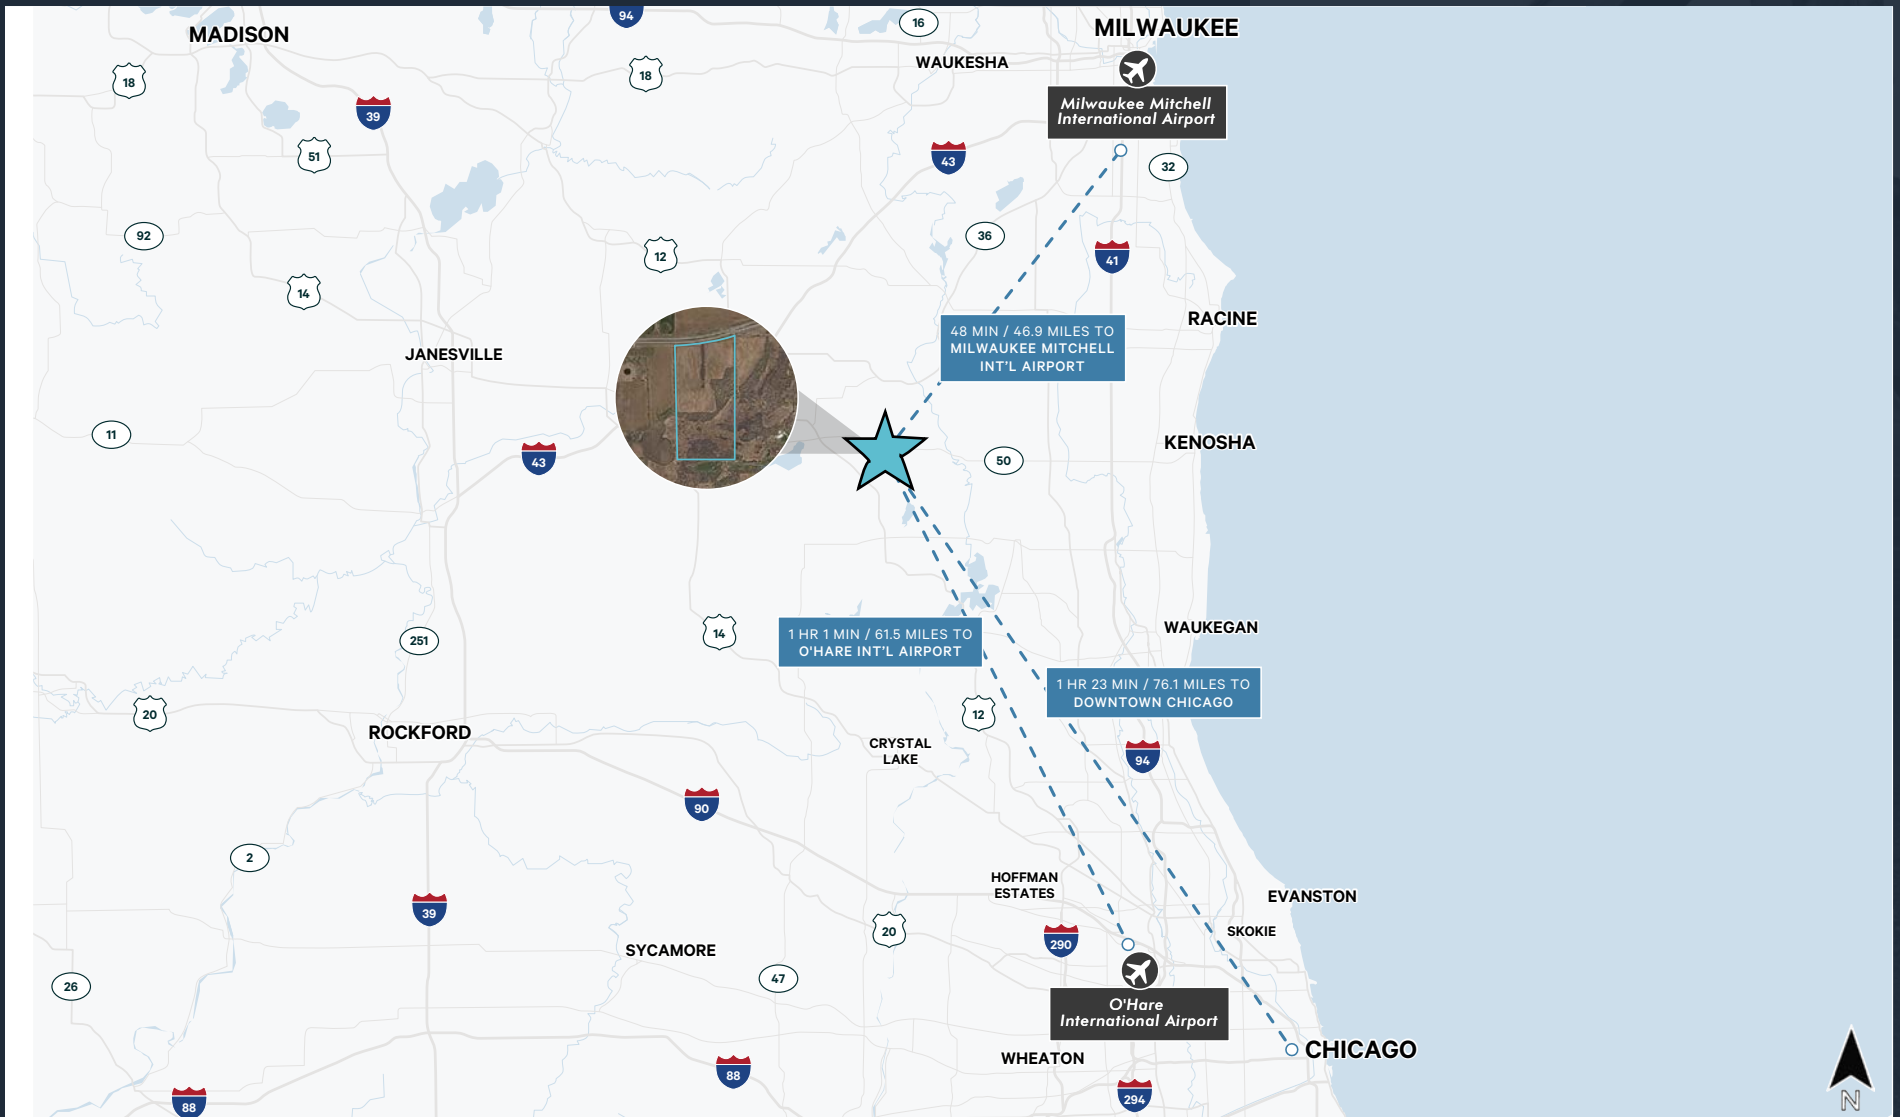 94
16
MADISON
MILWAUKEE
WAUKESHA
18
18
39
Milwaukee Mitchell
International Airport
51
43
32
92
36
12
41
14
RACINE
48 MIN / 46.9 MILES TO
MILWAUKEE MITCHELL
INT'L AIRPORT
JANESVILLE
11
43
50
KENOSHA
251
14
1 HR 1 MIN / 61.5 MILES TO
O'HARE INT'L AIRPORT
WAUKEGAN
1 HR 23 MIN / 76.1 MILES TO
DOWNTOWN CHICAGO
20
12
ROCKFORD
CRYSTAL
LAKE
94
90
2
HOFFMAN
ESTATES
EVANSTON
39
20
290
SKOKIE
SYCAMORE
26
47
O'Hare
International Airport
WHEATON
CHICAGO
88
88
294
N